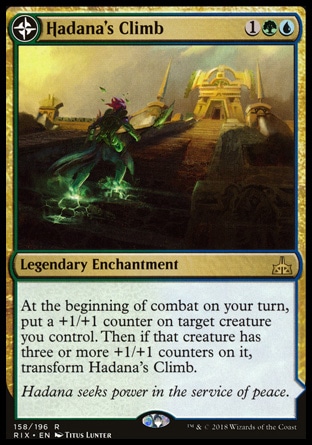 Hadana's Climb 1
Legendary Enchantment
At the beginning of combat on your turn,
put a +1/+1 counter on target creature
you control. Then if that creature has
three or more +1/+1 counters on it,
transform Hadana's Climb.
Hadana seeks power in the service of peace.
158/196 R
RIX • EN Titus Lunter
™ & © 2018 Wizards of the Coast